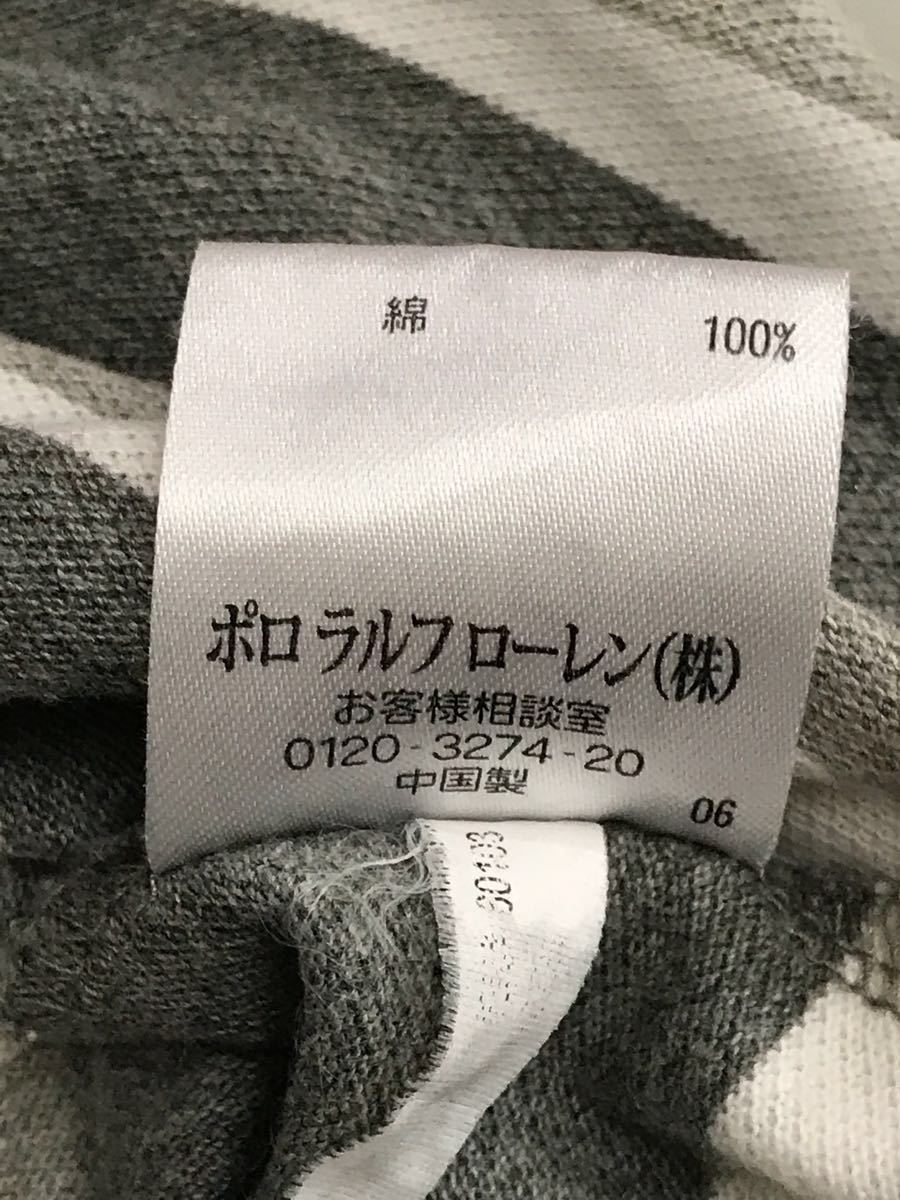 綿 100%
ポロ ラルフ ローレン(株)
お客様相談室
0120-3274-20
中国製
06